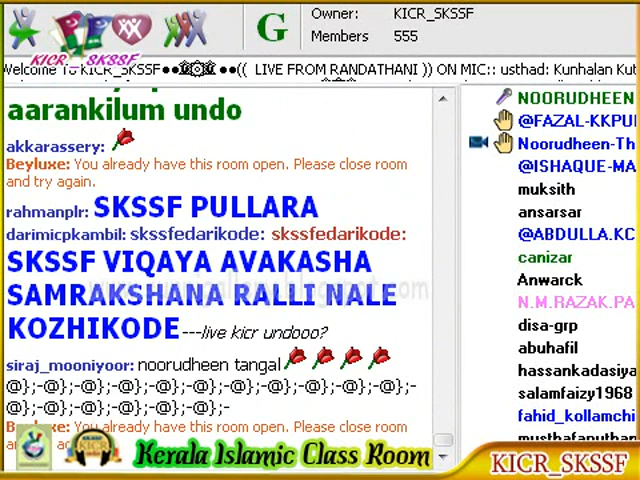 Owner: KICR_SKSSF
G
Members 555
KICR_SKSSF
Welcome To KICR_SKSSF●●۞●●(( LIVE FROM RANDATHANI )) ON MIC:: usthad: Kunhalan Kut
aarankilum undo
akkarassery:
Beyluxe: You already have this room open. Please close room
and try again.
rahmanplr: SKSSF PULLARA
darimicpkambil: skssfedarikode: skssfedarikode:
SKSSF VIQAYA AVAKASHA
SAMRAKSHANA RALLI NALE
KOZHIKODE---live kicr undooo?
siraj_mooniyoor: noorudheen tangal
@};-@};-@};-@};-@};-@};-@};-@};-@};-@};-@};-
@};-@};-@};-@};-@};-@};-
Beyluxe: You already have this room open. Please close room
NOORUDHEEN
@FAZAL-KKPU
Noorudheen-Th
@ISHAQUE-MA
muksith
ansarsar
@ABDULLA.KC
canizar
Anwarck
N.M.RAZAK.PA
disa-grp
abuhafil
hassankadasiya
salamfaizy1968
fahid_kollamchi
musthafaputhan
Kerala Islamic Class Room
KICR_SKSSF